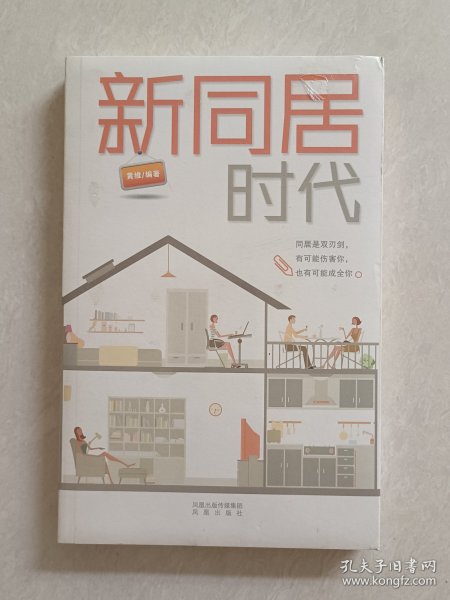 新同居
时代
黄维/编著
同居是双刃剑，
有可能伤害你，
也有可能成全你。
凤凰出版传媒集团
凤凰出版社
孔夫子旧书网
www.kongfz.com